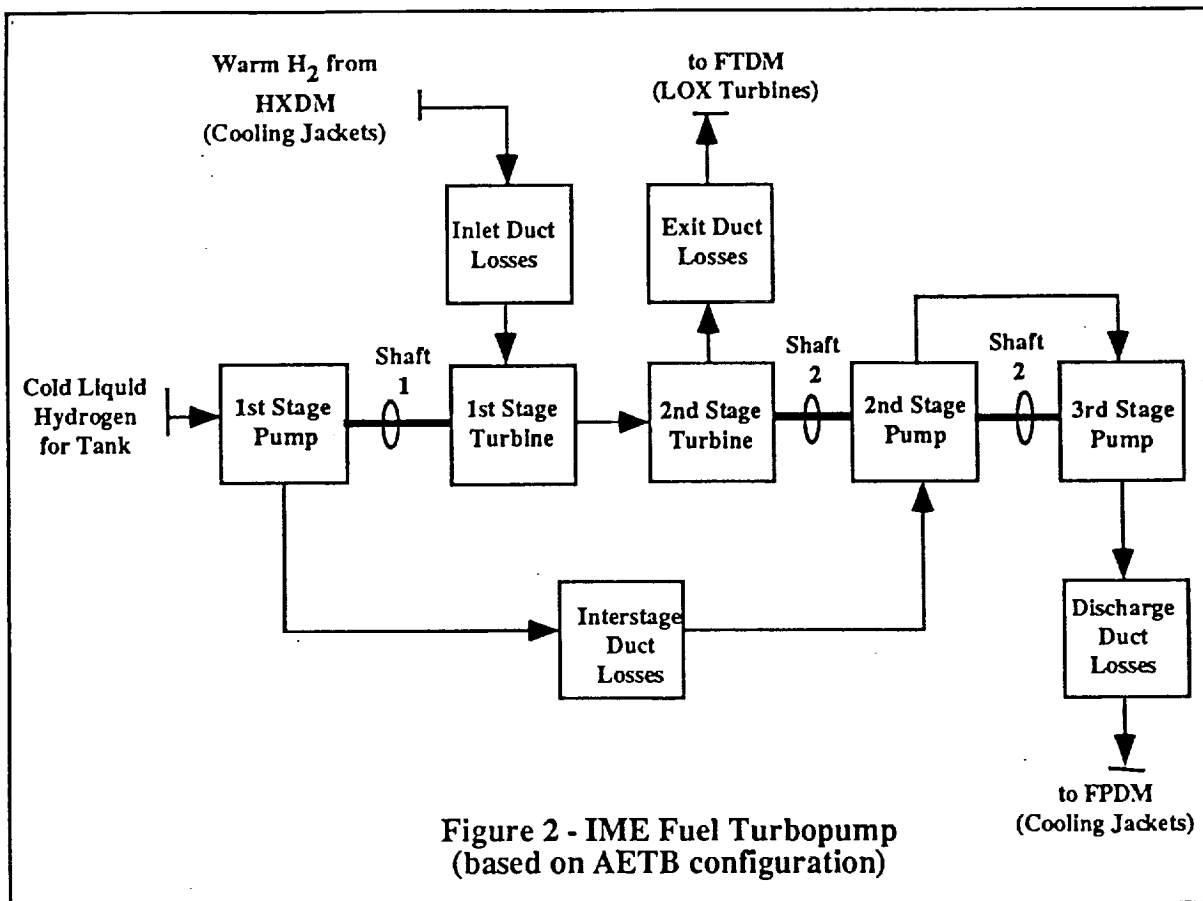 Warm H2 from
HXDM
(Cooling Jackets)
to FTDM
(LOX Turbines)
Inlet Duct
Losses
Exit Duct
Losses
Cold Liquid
Hydrogen
for Tank
1st Stage
Pump
Shaft
1
1st Stage
Turbine
2nd Stage
Turbine
Shaft
2
2nd Stage
Pump
Shaft
2
3rd Stage
Pump
Interstage
Duct
Losses
Discharge
Duct
Losses
to FPDM
(Cooling Jackets)
Figure 2 - IME Fuel Turbopump
(based on AETB configuration)